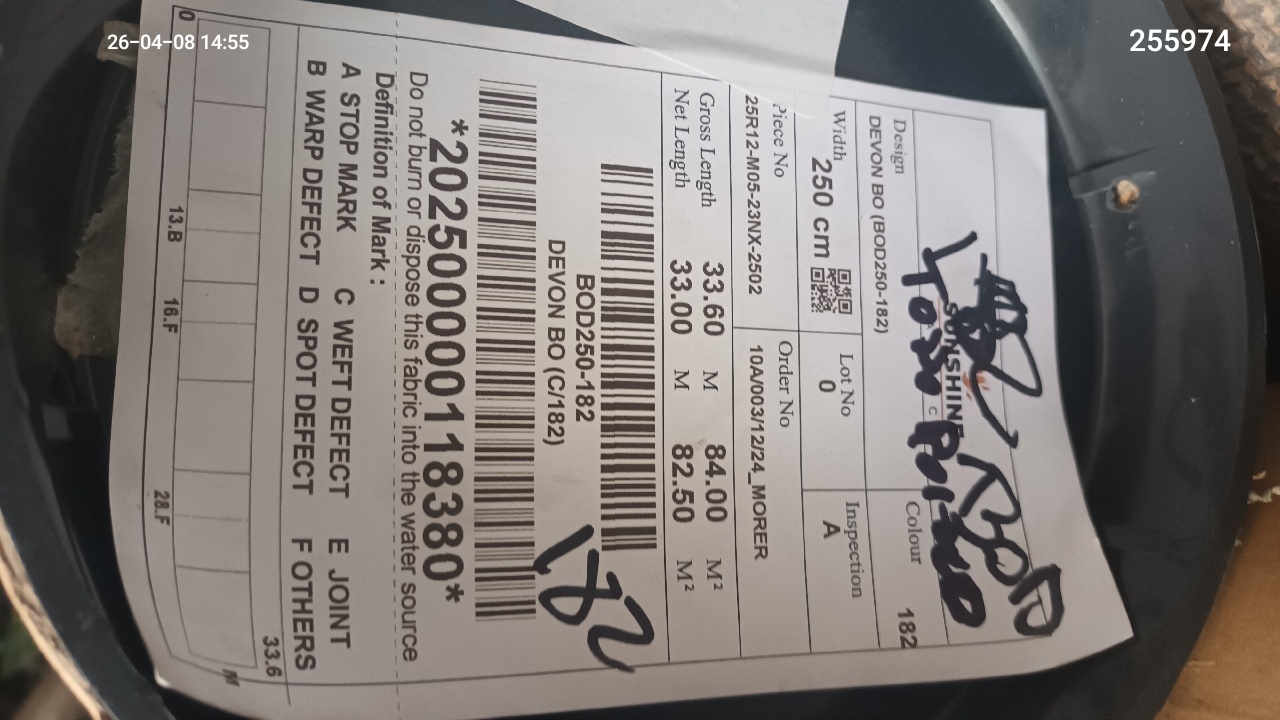 26-04-08 14:55
255974
SUNSHINE
Design
DEVON BO (BOD250-182)
Colour 182
Width 250 cm
Lot No 0
Inspection A
Piece No
25R12-M05-23NX-2502
Order No
10A/003/12/24_MORER
Gross Length 33.60 M 84.00 M²
Net Length 33.00 M 82.50 M²
BOD250-182
DEVON BO (C/182)
182
*20250000118380*
Do not burn or dispose this fabric into the water source
Definition of Mark :
A STOP MARK C WEFT DEFECT E JOINT
B WARP DEFECT D SPOT DEFECT F OTHERS
33.6
0
M
13.B 16.F 28.F